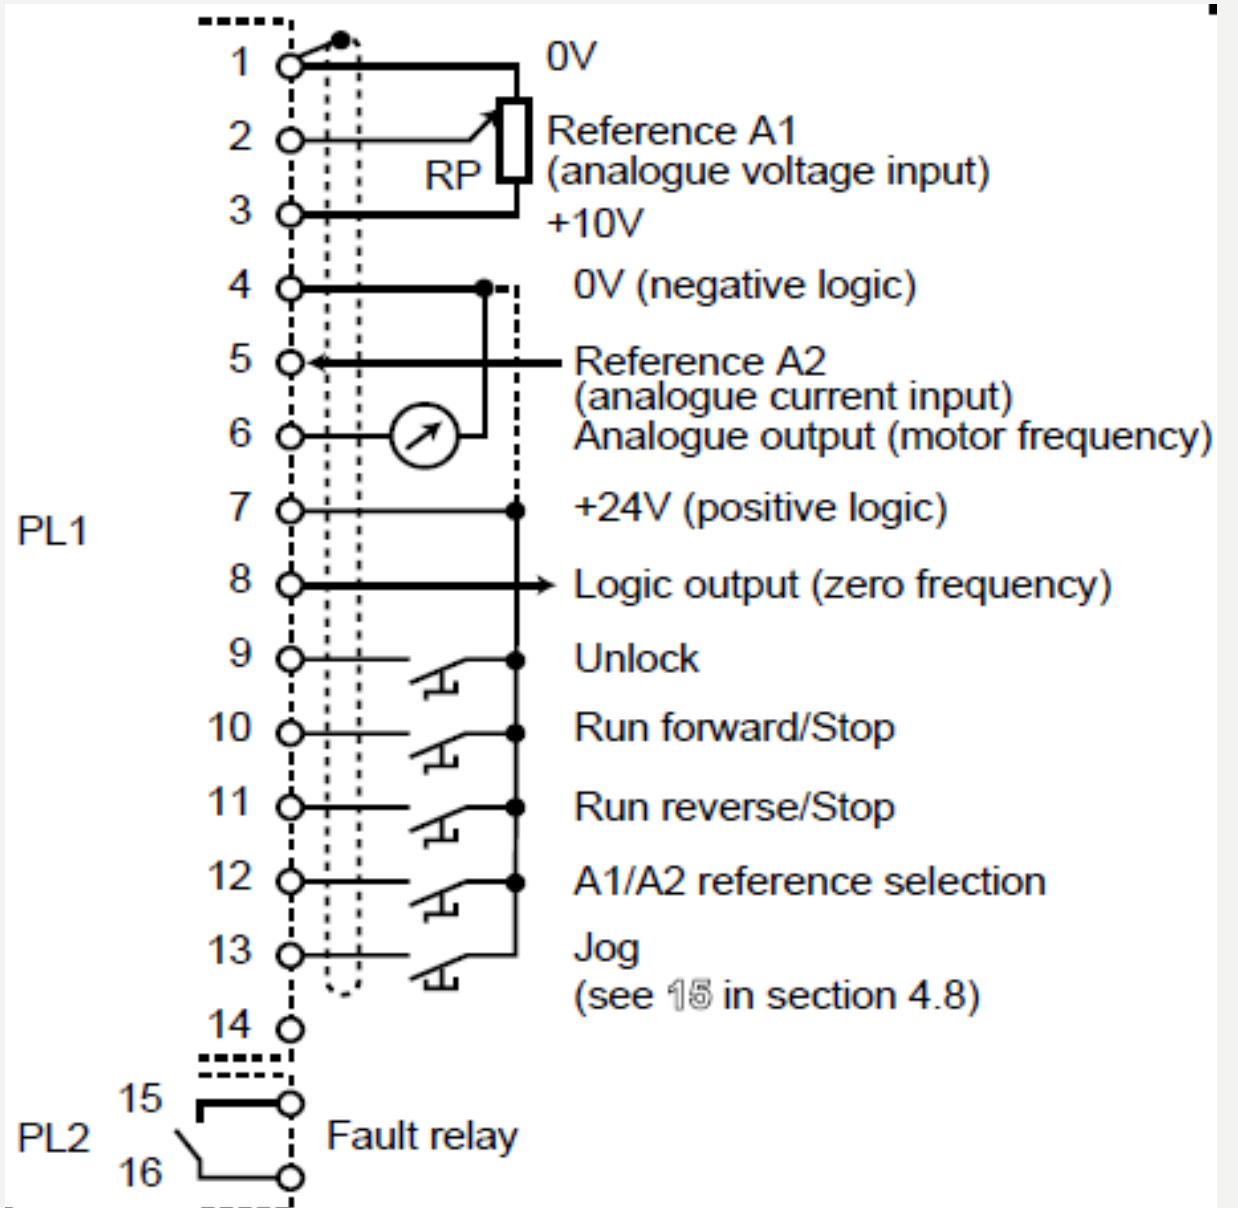 1 0V
2 Reference A1
RP (analogue voltage input)
3 +10V
4 0V (negative logic)
5 Reference A2
(analogue current input)
6 Analogue output (motor frequency)
7 +24V (positive logic)
PL1
8 Logic output (zero frequency)
9 Unlock
10 Run forward/Stop
11 Run reverse/Stop
12 A1/A2 reference selection
13 Jog
(see 15 in section 4.8)
14
15
PL2 Fault relay
16